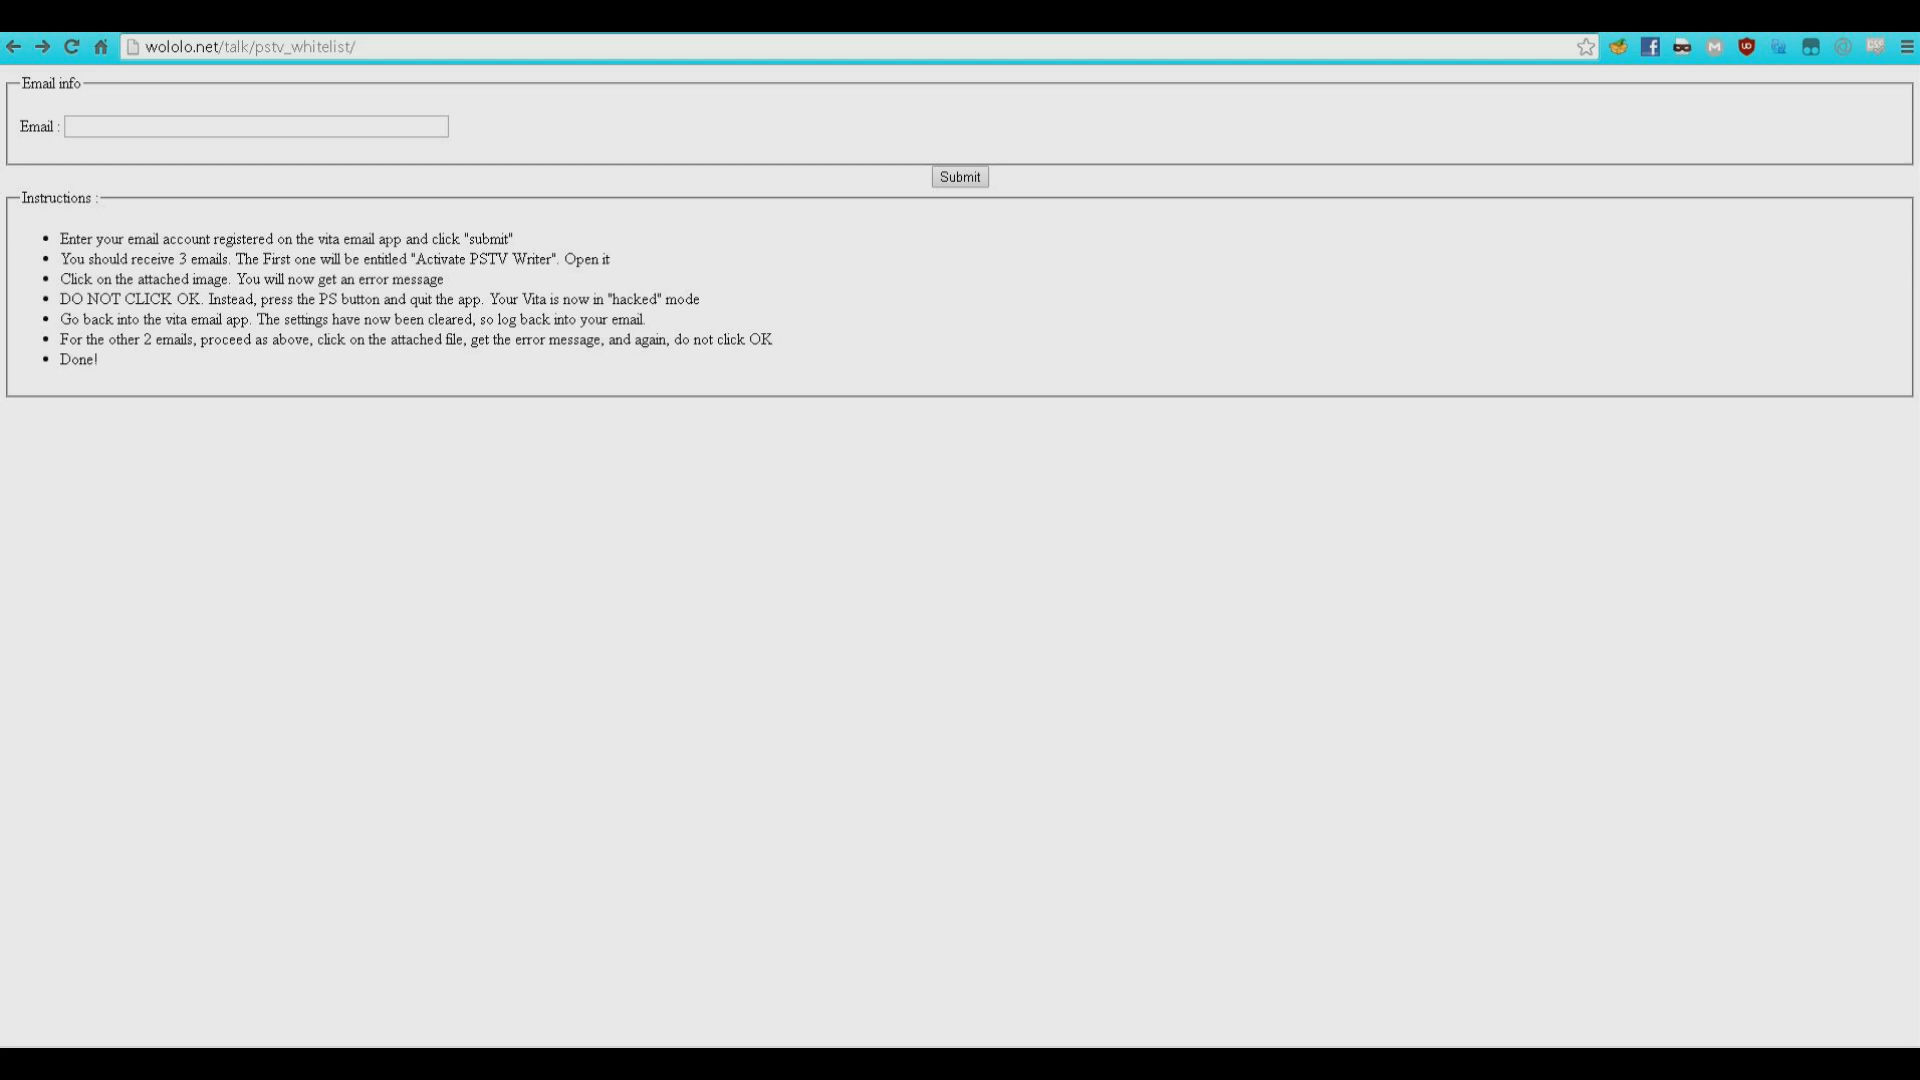 wololo.net/talk/pstv_whitelist/
Email info
Email :
Submit
Instructions :
Enter your email account registered on the vita email app and click "submit"
You should receive 3 emails. The First one will be entitled "Activate PSTV Writer". Open it
Click on the attached image. You will now get an error message
DO NOT CLICK OK. Instead, press the PS button and quit the app. Your Vita is now in "hacked" mode
Go back into the vita email app. The settings have now been cleared, so log back into your email.
For the other 2 emails, proceed as above, click on the attached file, get the error message, and again, do not click OK
Done!